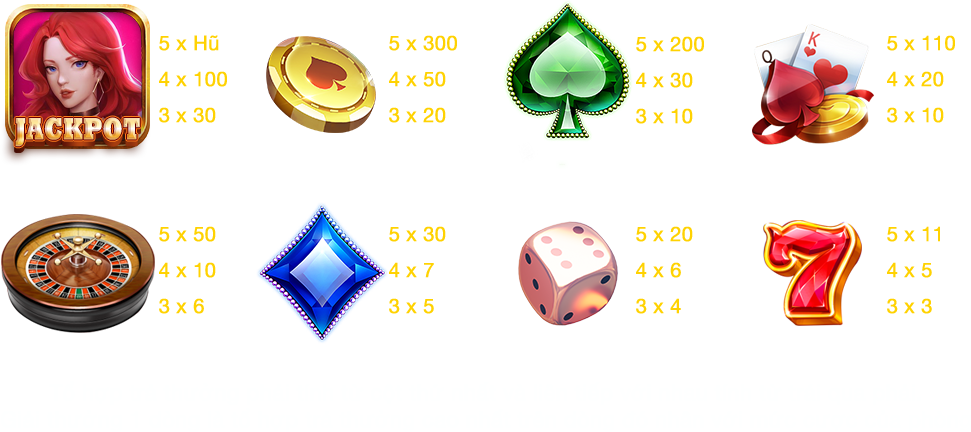 JACKPOT
5 x Hũ
4 x 100
3 x 30
5 x 300
4 x 50
3 x 20
5 x 200
4 x 30
3 x 10
Q
K
5 x 110
4 x 20
3 x 10
5 x 50
4 x 10
3 x 6
5 x 30
4 x 7
3 x 5
5 x 20
4 x 6
3 x 4
7
5 x 11
4 x 5
3 x 3